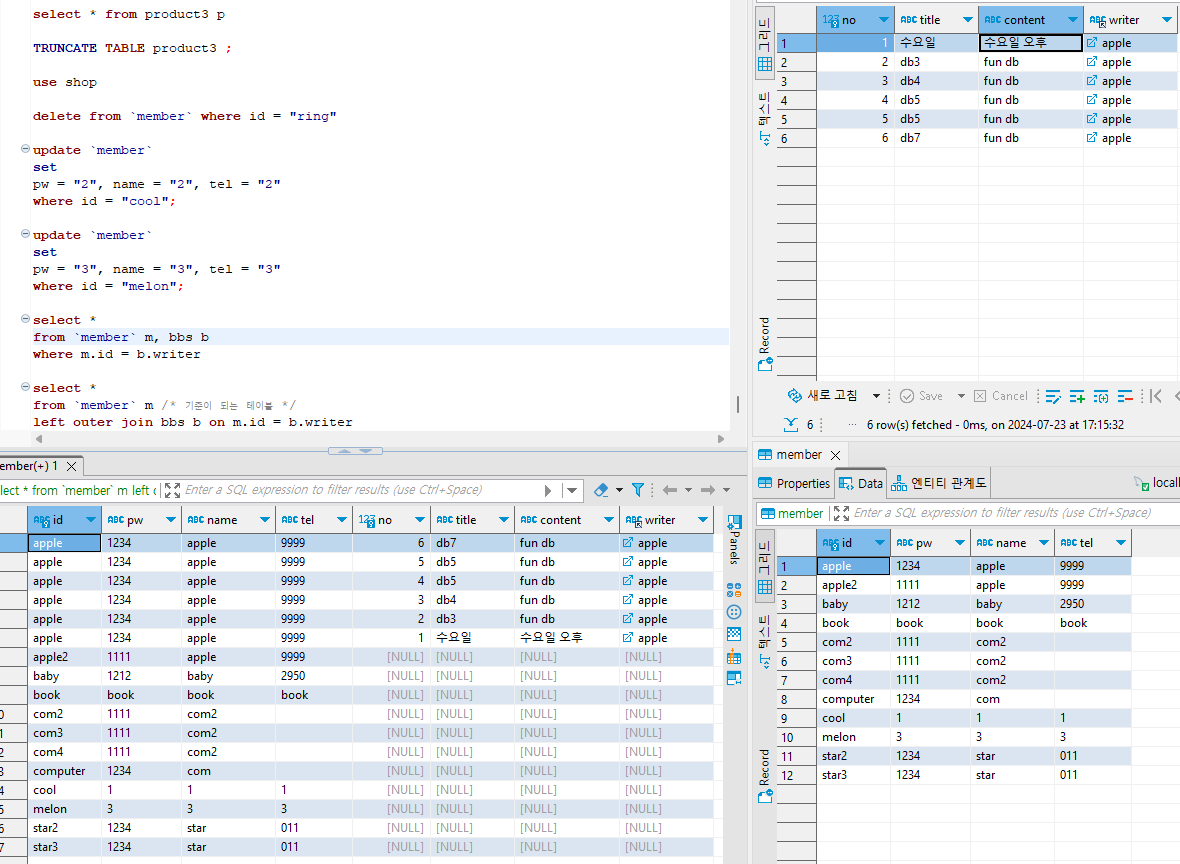 select * from product3 p
TRUNCATE TABLE product3 ;
use shop
delete from `member` where id = "ring"
update `member`
set
pw = "2", name = "2", tel = "2"
where id = "cool";
update `member`
set
pw = "3", name = "3", tel = "3"
where id = "melon";
select *
from `member` m, bbs b
where m.id = b.writer
select *
from `member` m /* 기준이 되는 테이블 */
left outer join bbs b on m.id = b.writer
ember(+) 1
lect * from `member` m left Enter a SQL expression to filter results (use Ctrl+Space)
ABC id ABC pw ABC name ABC tel 123 no ABC title ABC content ABC writer
apple 1234 apple 9999 6 db7 fun db apple
apple 1234 apple 9999 5 db5 fun db apple
apple 1234 apple 9999 4 db5 fun db apple
apple 1234 apple 9999 3 db4 fun db apple
apple 1234 apple 9999 2 db3 fun db apple
apple 1234 apple 9999 1 수요일 수요일 오후 apple
apple2 1111 apple 9999 [NULL] [NULL] [NULL] [NULL]
baby 1212 baby 2950 [NULL] [NULL] [NULL] [NULL]
book book book book [NULL] [NULL] [NULL] [NULL]
0 com2 1111 com2 [NULL] [NULL] [NULL] [NULL]
1 com3 1111 com2 [NULL] [NULL] [NULL] [NULL]
2 com4 1111 com2 [NULL] [NULL] [NULL] [NULL]
3 computer 1234 com [NULL] [NULL] [NULL] [NULL]
4 cool 1 1 1 [NULL] [NULL] [NULL] [NULL]
5 melon 3 3 3 [NULL] [NULL] [NULL] [NULL]
6 star2 1234 star 011 [NULL] [NULL] [NULL] [NULL]
7 star3 1234 star 011 [NULL] [NULL] [NULL] [NULL]
Panels
그리드
텍스트
Record
123 no ABC title ABC content ABC writer
1 1 수요일 수요일 오후 apple
2 2 db3 fun db apple
3 3 db4 fun db apple
4 4 db5 fun db apple
5 5 db5 fun db apple
6 6 db7 fun db apple
새로 고침 Save Cancel
6 6 row(s) fetched - 0ms, on 2024-07-23 at 17:15:32
member
Properties Data 엔티티 관계도 locall
member Enter a SQL expression to filter results (use Ctrl+Space)
그리드
텍스트
Record
ABC id ABC pw ABC name ABC tel
1 apple 1234 apple 9999
2 apple2 1111 apple 9999
3 baby 1212 baby 2950
4 book book book book
5 com2 1111 com2
6 com3 1111 com2
7 com4 1111 com2
8 computer 1234 com
9 cool 1 1 1
10 melon 3 3 3
11 star2 1234 star 011
12 star3 1234 star 011